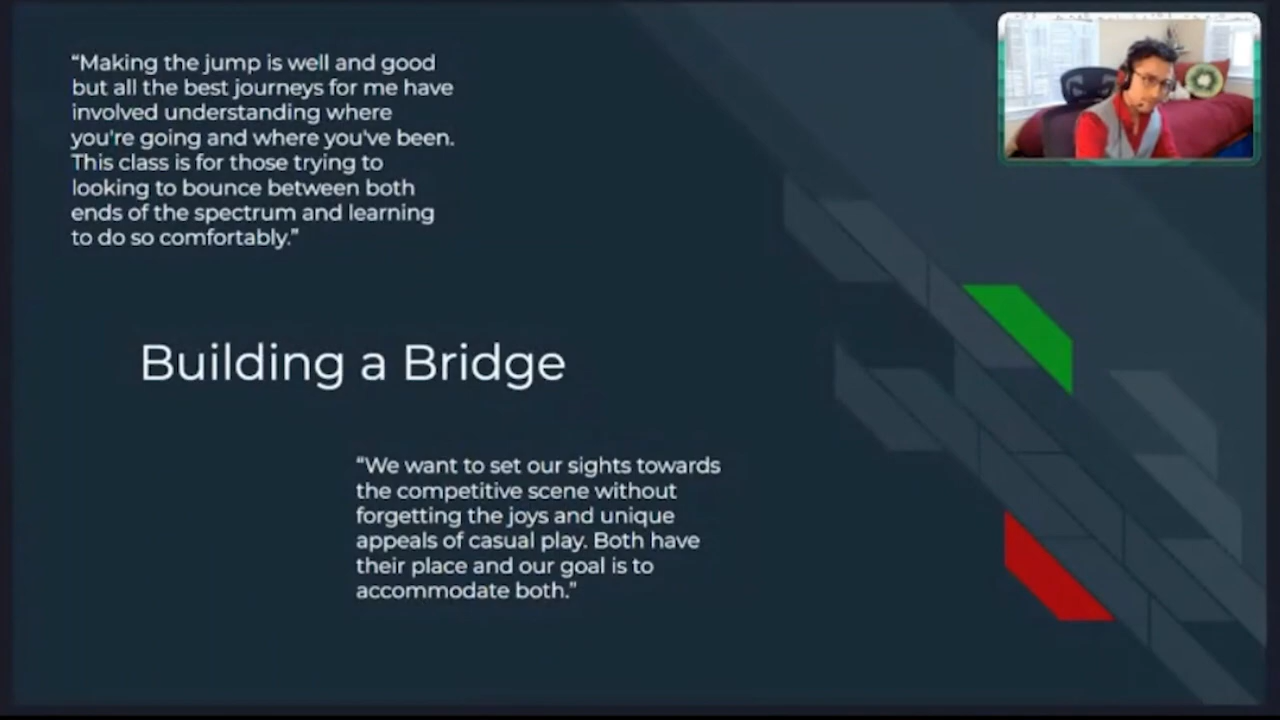 “Making the jump is well and good
but all the best journeys for me have
involved understanding where
you're going and where you've been.
This class is for those trying to
looking to bounce between both
ends of the spectrum and learning
to do so comfortably.”
Building a Bridge
“We want to set our sights towards
the competitive scene without
forgetting the joys and unique
appeals of casual play. Both have
their place and our goal is to
accommodate both.”